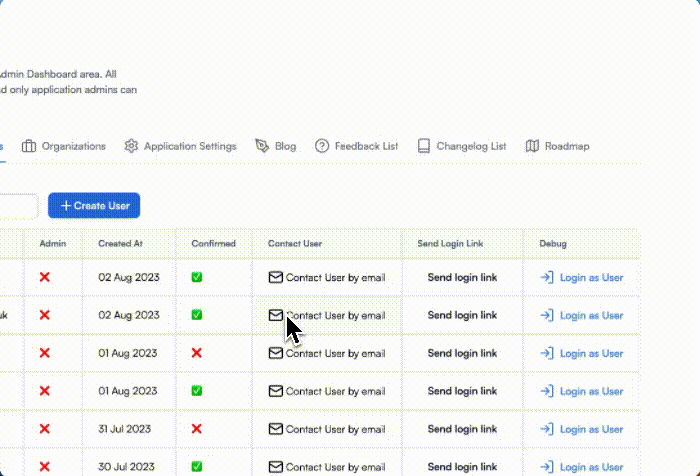 Admin Dashboard area. All
d only application admins can
s Organizations Application Settings Blog Feedback List Changelog List Roadmap
+ Create User
Admin Created At Confirmed Contact User Send Login Link Debug
02 Aug 2023 Contact User by email Send login link Login as User
uk 02 Aug 2023 Contact User by email Send login link Login as User
01 Aug 2023 Contact User by email Send login link Login as User
01 Aug 2023 Contact User by email Send login link Login as User
31 Jul 2023 Contact User by email Send login link Login as User
30 Jul 2023 Contact User by email Send login link Login as User